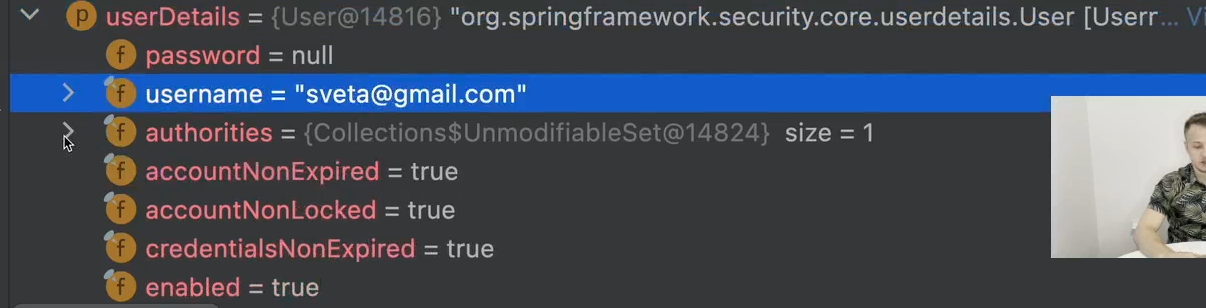 p userDetails = {User@14816} "org.springframework.security.core.userdetails.User [Userr... Vi
f password = null
f username = "sveta@gmail.com"
f authorities = {Collections$UnmodifiableSet@14824} size = 1
f accountNonExpired = true
f accountNonLocked = true
f credentialsNonExpired = true
f enabled = true